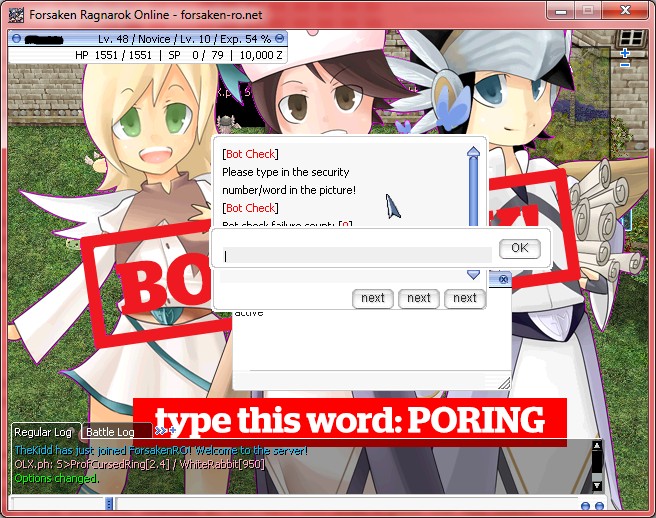 Forsaken Ragnarok Online - forsaken-ro.net
Lv. 48 / Novice / Lv. 10 / Exp. 54 %
HP 1551 / 1551 | SP 0 / 79 | 10,000 Z
[Bot Check]
Please type in the security
number/word in the picture!
[Bot Check]
Bot check failure count: [0]
OK
next next next
active
type this word: PORING
Regular Log Battle Log
TheKidd has just joined ForsakenRO! Welcome to the server!
OLX.ph: S>ProfCursedRing[2.4] / WhiteRabbit[950]
Options changed.